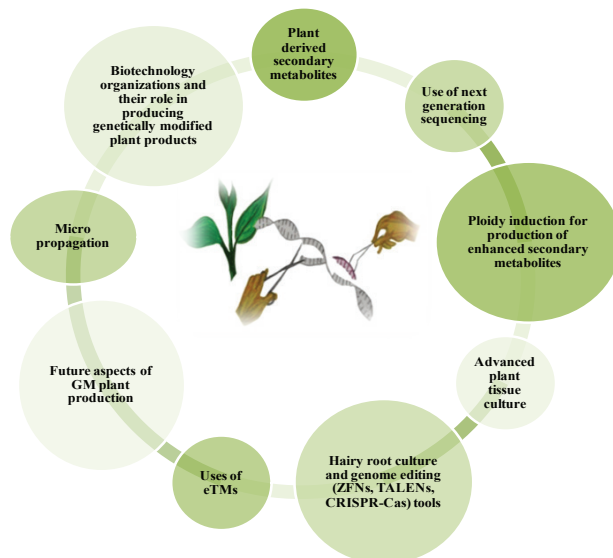 Plant
derived
secondary
metabolites
Use of next
generation
sequencing
Ploidy induction for
production of
enhanced secondary
metabolites
Advanced
plant
tissue
culture
Hairy root culture
and genome editing
(ZFNs, TALENs,
CRISPR-Cas) tools
Uses of
eTMs
Future aspects of
GM plant
production
Micro
propagation
Biotechnology
organizations and
their role in
producing
genetically modified
plant products